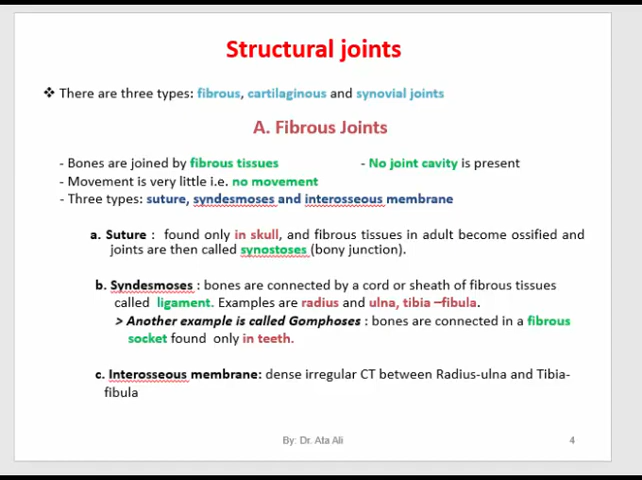 Structural joints
❖ There are three types: fibrous, cartilaginous and synovial joints
A. Fibrous Joints
- Bones are joined by fibrous tissues - No joint cavity is present
- Movement is very little i.e. no movement
- Three types: suture, syndesmoses and interosseous membrane
a. Suture : found only in skull, and fibrous tissues in adult become ossified and
joints are then called synostoses (bony junction).
b. Syndesmoses : bones are connected by a cord or sheath of fibrous tissues
called ligament. Examples are radius and ulna, tibia –fibula.
> Another example is called Gomphoses : bones are connected in a fibrous
socket found only in teeth.
c. Interosseous membrane: dense irregular CT between Radius-ulna and Tibia-
fibula
By: Dr. Ata Ali 4